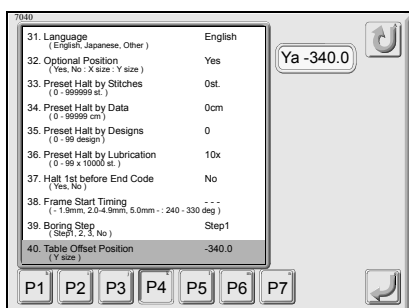 7040
31. Language English
( English, Japanese, Other )
32. Optional Position Yes
( Yes, No : X size : Y size )
33. Preset Halt by Stitches 0st.
( 0 - 999999 st. )
34. Preset Halt by Data 0cm
( 0 - 99999 cm )
35. Preset Halt by Designs 0
( 0 - 99 design )
36. Preset Halt by Lubrication 10x
( 0 - 99 x 10000 st. )
37. Halt 1st before End Code No
( Yes, No )
38. Frame Start Timing - - -
( - 1.9mm, 2.0-4.9mm, 5.0mm - : 240 - 330 deg )
39. Boring Step Step1
( Step1, 2, 3, No )
40. Table Offset Position -340.0
( Y size )
Ya -340.0
P1 P2 P3 P4 P5 P6 P7